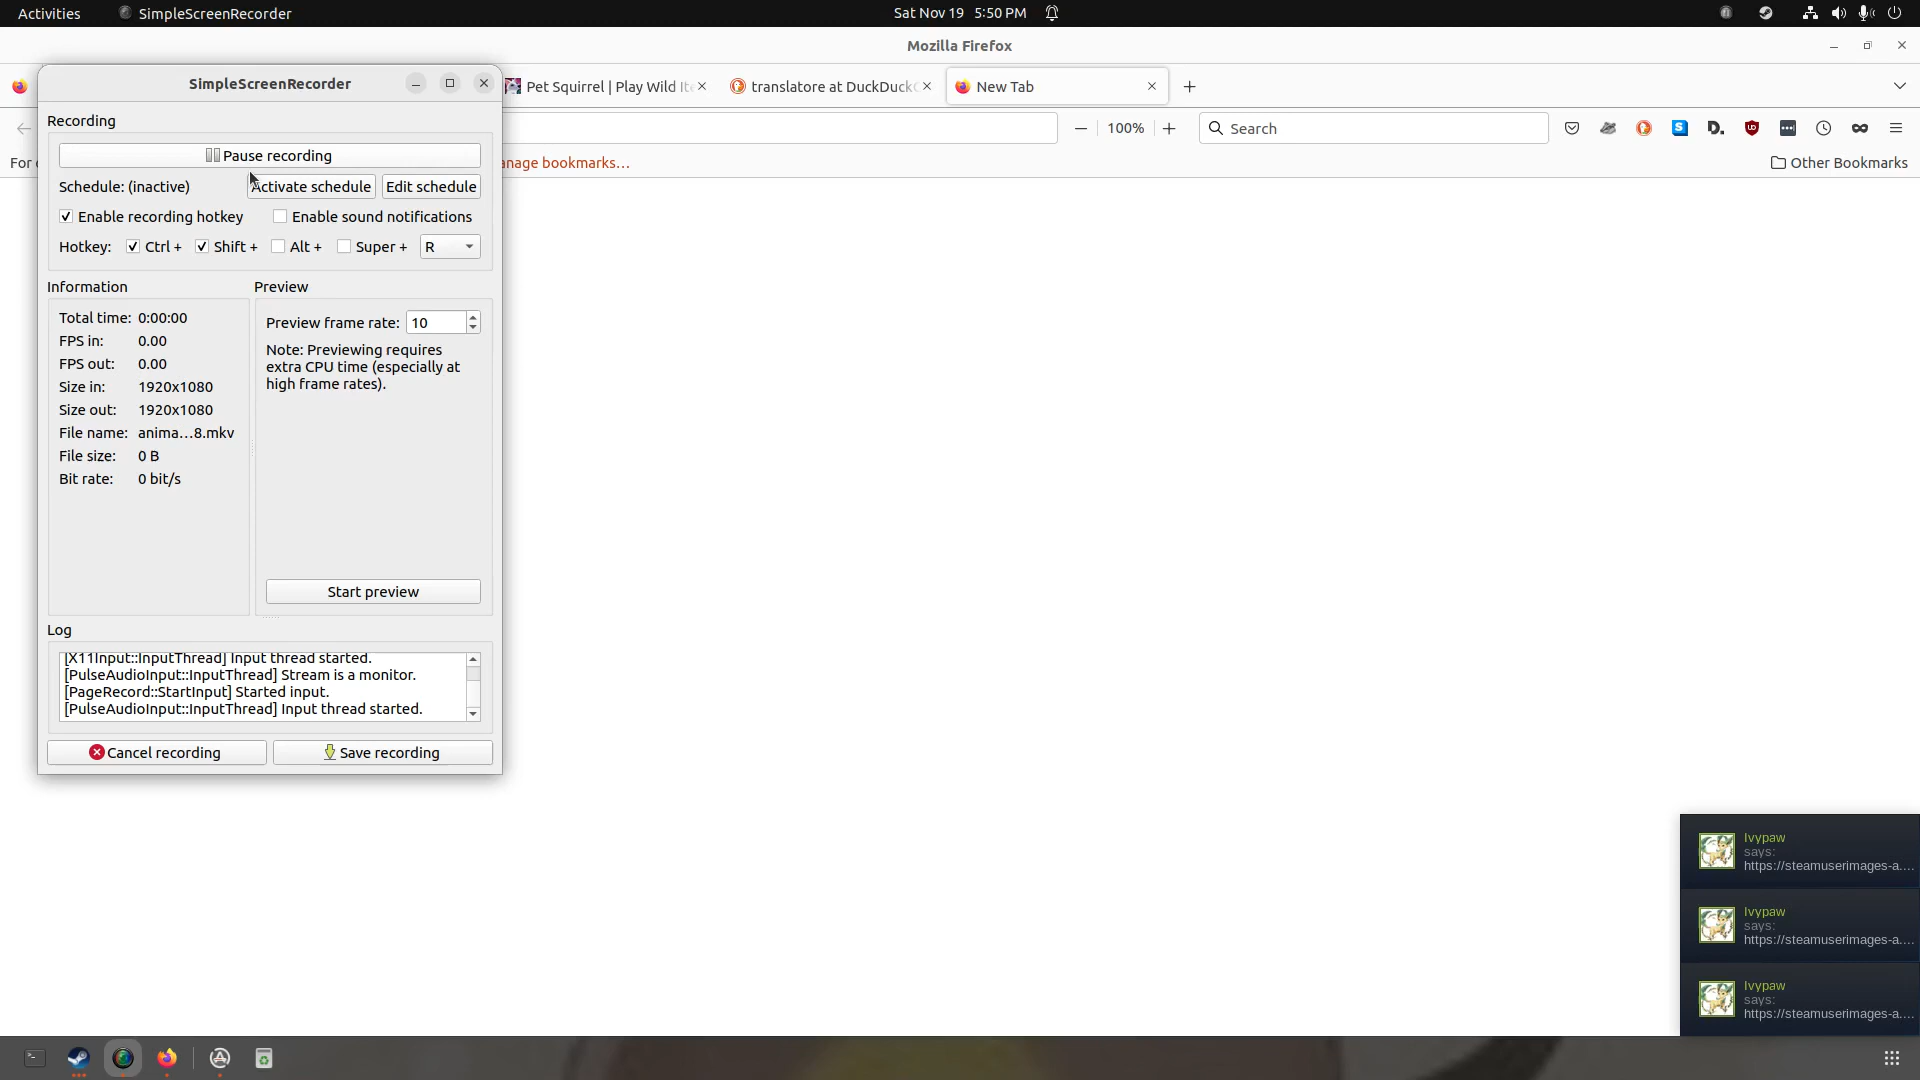 Activities
SimpleScreenRecorder
Sat Nov 19 5:50 PM
Mozilla Firefox
SimpleScreenRecorder
Pet Squirrel | Play Wild Ite
translatore at DuckDuckG
New Tab
Recording
Pause recording
100%
Search
For
anage bookmarks…
Other Bookmarks
Schedule: (inactive)
Activate schedule
Edit schedule
Enable recording hotkey
Enable sound notifications
Hotkey:
Ctrl +
Shift +
Alt +
Super +
R
Information
Total time: 0:00:00
FPS in: 0.00
FPS out: 0.00
Size in: 1920x1080
Size out: 1920x1080
File name: anima...8.mkv
File size: 0 B
Bit rate: 0 bit/s
Preview
Preview frame rate: 10
Note: Previewing requires
extra CPU time (especially at
high frame rates).
Start preview
Log
[X11Input::InputThread] Input thread started.
[PulseAudioInput::InputThread] Stream is a monitor.
[PageRecord::StartInput] Started input.
[PulseAudioInput::InputThread] Input thread started.
Cancel recording
Save recording
Ivypaw
says:
https://steamuserimages-a....
Ivypaw
says:
https://steamuserimages-a....
Ivypaw
says:
https://steamuserimages-a....